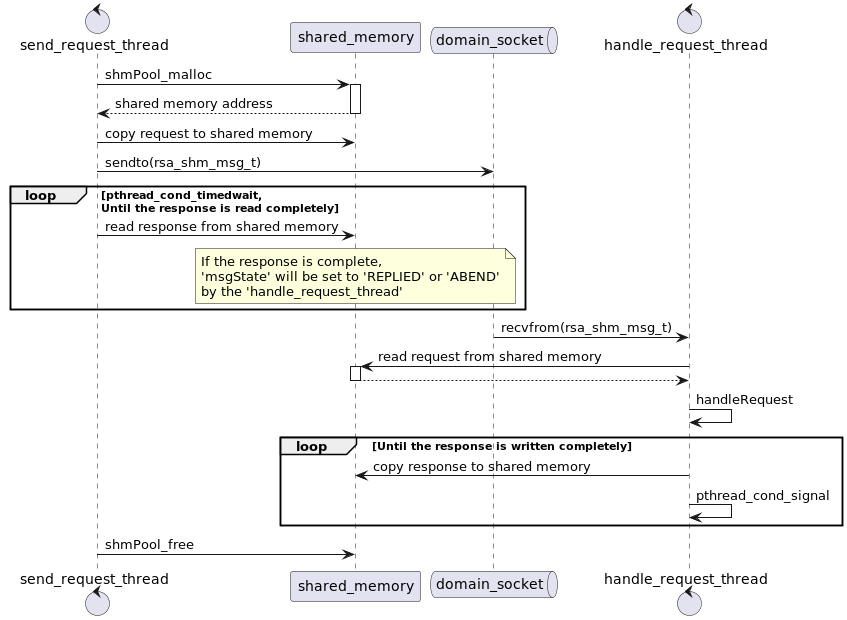 send_request_thread
shared_memory
domain_socket
handle_request_thread
shmPool_malloc
shared memory address
copy request to shared memory
sendto(rsa_shm_msg_t)
loop
[pthread_cond_timedwait,
Until the response is read completely]
read response from shared memory
If the response is complete,
'msgState' will be set to 'REPLIED' or 'ABEND'
by the 'handle_request_thread'
recvfrom(rsa_shm_msg_t)
read request from shared memory
handleRequest
loop
[Until the response is written completely]
copy response to shared memory
pthread_cond_signal
shmPool_free
send_request_thread
shared_memory
domain_socket
handle_request_thread